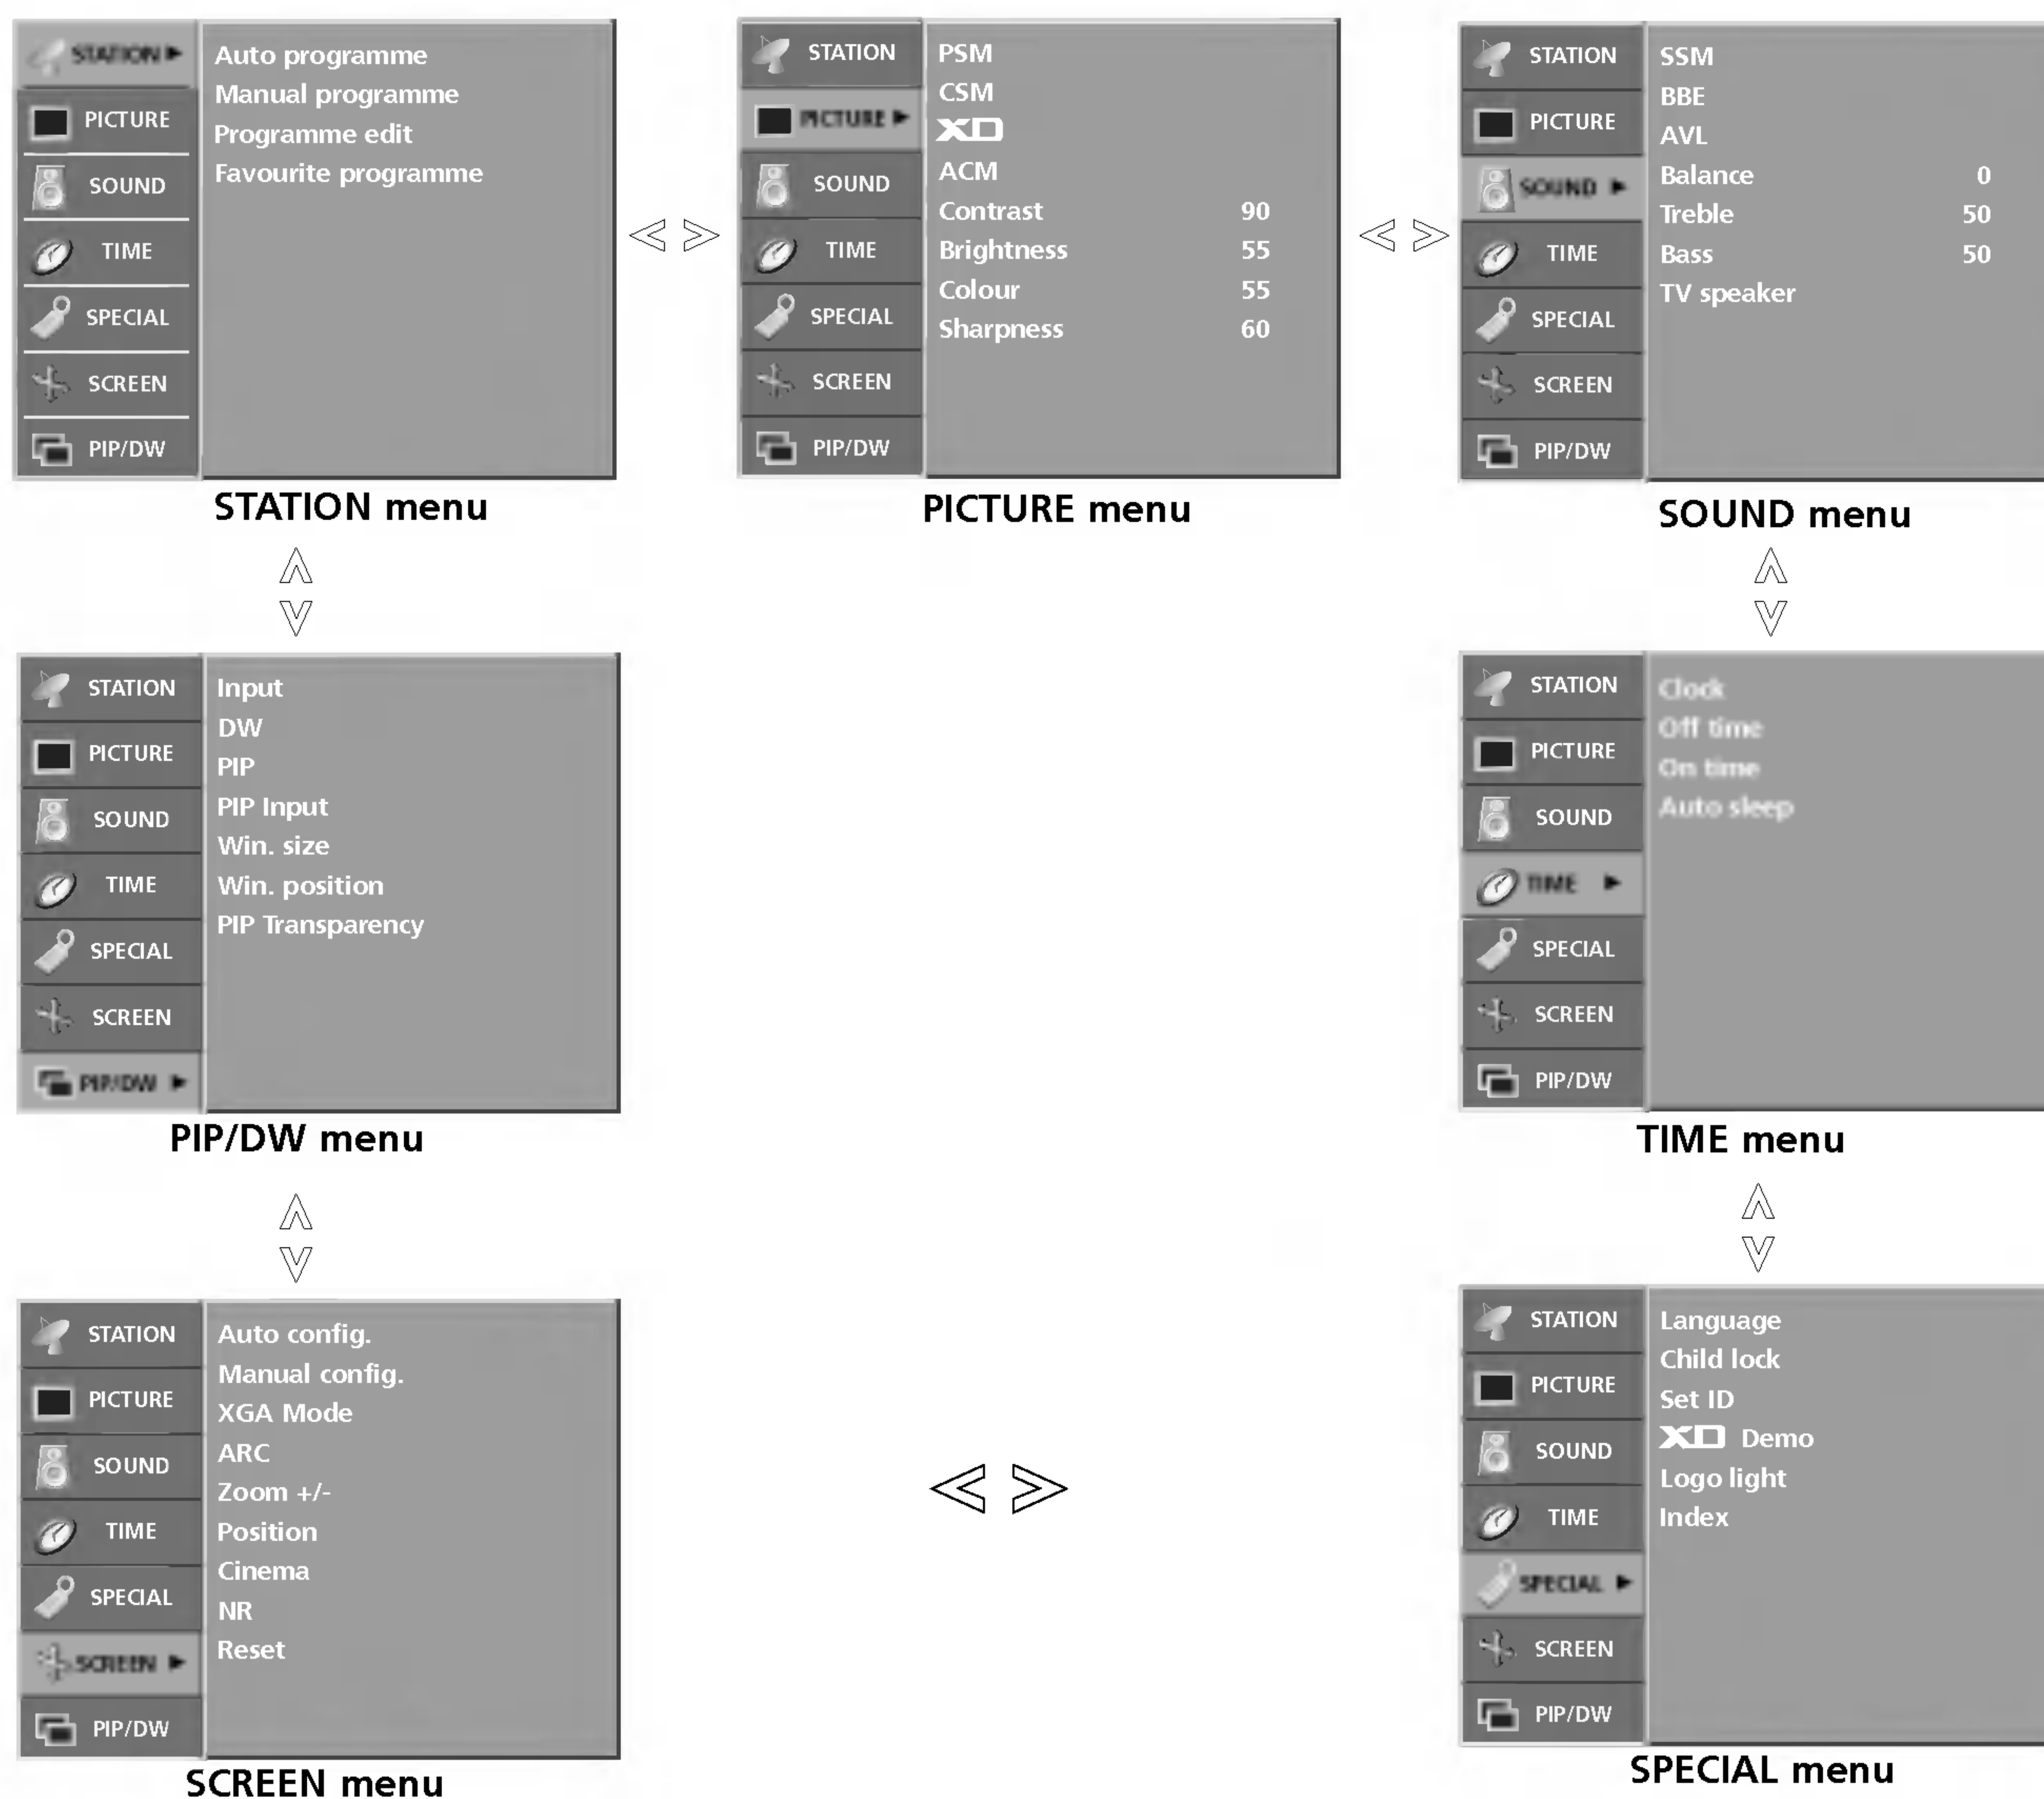 STATION
PICTURE
SOUND
TIME
SPECIAL
SCREEN
PIP/DW
Auto programme
Manual programme
Programme edit
Favourite programme
STATION menu
STATION
PICTURE
SOUND
TIME
SPECIAL
SCREEN
PIP/DW
PSM
CSM
XD
ACM
Contrast 90
Brightness 55
Colour 55
Sharpness 60
PICTURE menu
STATION
PICTURE
SOUND
TIME
SPECIAL
SCREEN
PIP/DW
SSM
BBE
AVL
Balance 0
Treble 50
Bass 50
TV speaker
SOUND menu
STATION
PICTURE
SOUND
TIME
SPECIAL
SCREEN
PIP/DW
Input
DW
PIP
PIP Input
Win. size
Win. position
PIP Transparency
PIP/DW menu
STATION
PICTURE
SOUND
TIME
SPECIAL
SCREEN
PIP/DW
Clock
Off time
On time
Auto sleep
TIME menu
STATION
PICTURE
SOUND
TIME
SPECIAL
SCREEN
PIP/DW
Auto config.
Manual config.
XGA Mode
ARC
Zoom +/-
Position
Cinema
NR
Reset
SCREEN menu
STATION
PICTURE
SOUND
TIME
SPECIAL
SCREEN
PIP/DW
Language
Child lock
Set ID
XD Demo
Logo light
Index
SPECIAL menu